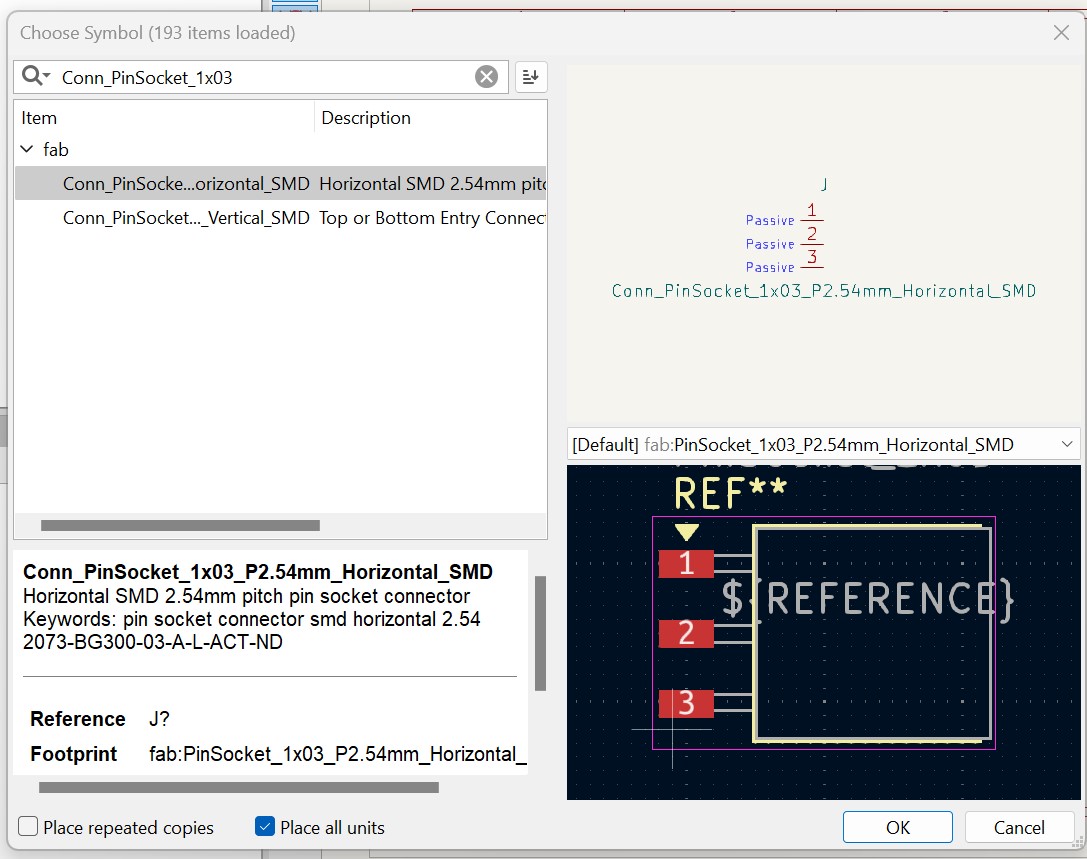 Choose Symbol (193 items loaded)
Conn_PinSocket_1x03
Item Description
fab
Conn_PinSocke...orizontal_SMD Horizontal SMD 2.54mm pitc
Conn_PinSocket..._Vertical_SMD Top or Bottom Entry Connec
J
Passive 1
Passive 2
Passive 3
Conn_PinSocket_1x03_P2.54mm_Horizontal_SMD
[Default] fab:PinSocket_1x03_P2.54mm_Horizontal_SMD
REF**
1
${REFERENCE}
2
3
Conn_PinSocket_1x03_P2.54mm_Horizontal_SMD
Horizontal SMD 2.54mm pitch pin socket connector
Keywords: pin socket connector smd horizontal 2.54
2073-BG300-03-A-L-ACT-ND
Reference J?
Footprint fab:PinSocket_1x03_P2.54mm_Horizontal_
Place repeated copies Place all units
OK Cancel